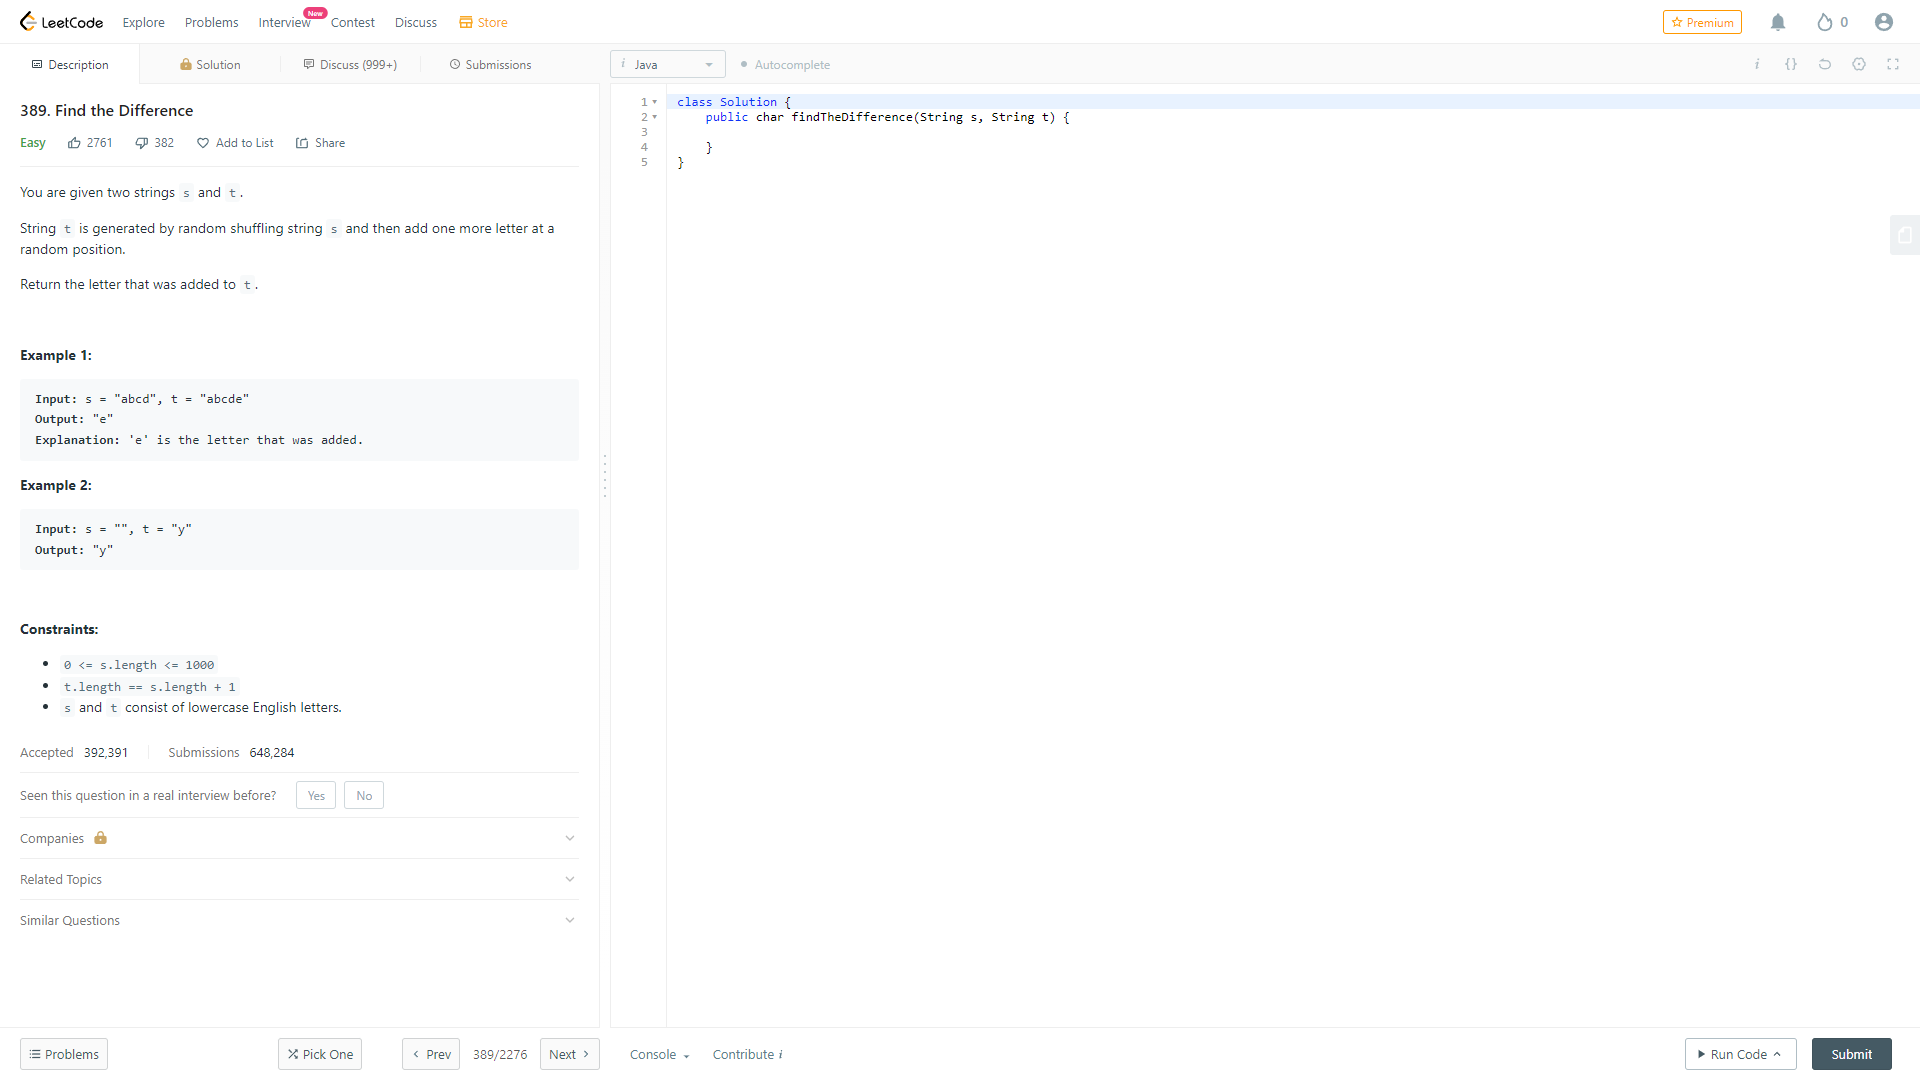 LeetCode Explore Problems Interview New Contest Discuss Store Premium 0
Description Solution Discuss (999+) Submissions i Java Autocomplete i {}
389. Find the Difference
Easy 2761 382 Add to List Share
You are given two strings s and t.
String t is generated by random shuffling string s and then add one more letter at a
random position.
Return the letter that was added to t.
Example 1:
Input: s = "abcd", t = "abcde"
Output: "e"
Explanation: 'e' is the letter that was added.
Example 2:
Input: s = "", t = "y"
Output: "y"
Constraints:
0 <= s.length <= 1000
t.length == s.length + 1
s and t consist of lowercase English letters.
Accepted 392,391 Submissions 648,284
Seen this question in a real interview before? Yes No
Companies
Related Topics
Similar Questions
1 class Solution {
2 public char findTheDifference(String s, String t) {
3
4 }
5 }
Problems Pick One Prev 389/2276 Next Console Contribute i Run Code Submit